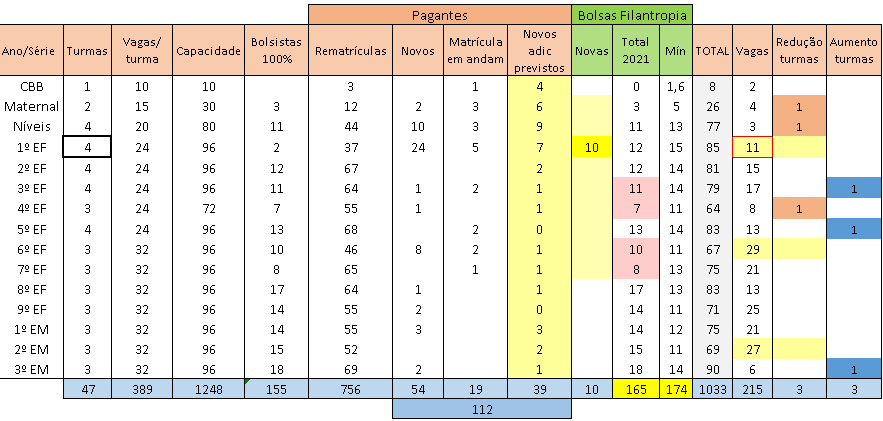 Pagantes Bolsas Filantropia
Ano/Série Turmas Vagas/ turma Capacidade Bolsistas 100% Rematrículas Novos Matrícula em andam Novos adic previstos Novas Total 2021 Mín TOTAL Vagas Redução turmas Aumento turmas
CBB 1 10 10 3 1 4 0 1,6 8 2
Maternal 2 15 30 3 12 2 3 6 3 5 26 4 1
Níveis 4 20 80 11 44 10 3 9 11 13 77 3 1
1º EF 4 24 96 2 37 24 5 7 10 12 15 85 11
2º EF 4 24 96 12 67 2 12 14 81 15
3º EF 4 24 96 11 64 1 2 1 11 14 79 17 1
4º EF 3 24 72 7 55 1 1 7 11 64 8 1
5º EF 4 24 96 13 68 2 0 13 14 83 13 1
6º EF 3 32 96 10 46 8 2 1 10 11 67 29
7º EF 3 32 96 8 65 1 1 8 13 75 21
8º EF 3 32 96 17 64 1 1 17 13 83 13
9º EF 3 32 96 14 55 2 0 14 11 71 25
1º EM 3 32 96 14 55 3 3 14 12 75 21
2º EM 3 32 96 15 52 2 15 11 69 27
3º EM 3 32 96 18 69 2 1 18 14 90 6 1
47 389 1248 155 756 54 19 39 10 165 174 1033 215 3 3
112